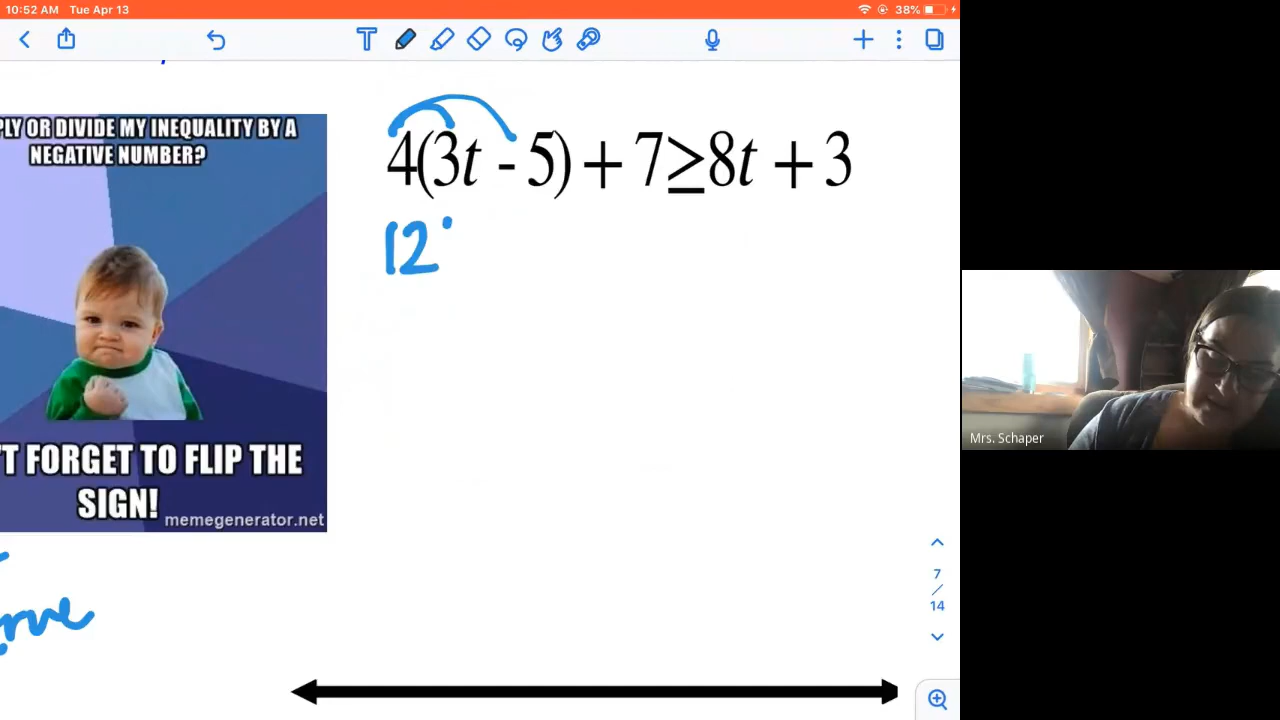 10:52 AM Tue Apr 13
38%
PLY OR DIVIDE MY INEQUALITY BY A
NEGATIVE NUMBER?
4(3t - 5) + 7 ≥ 8t + 3
12
'T FORGET TO FLIP THE
SIGN!
memegenerator.net
rve
Mrs. Schaper
7
/
14